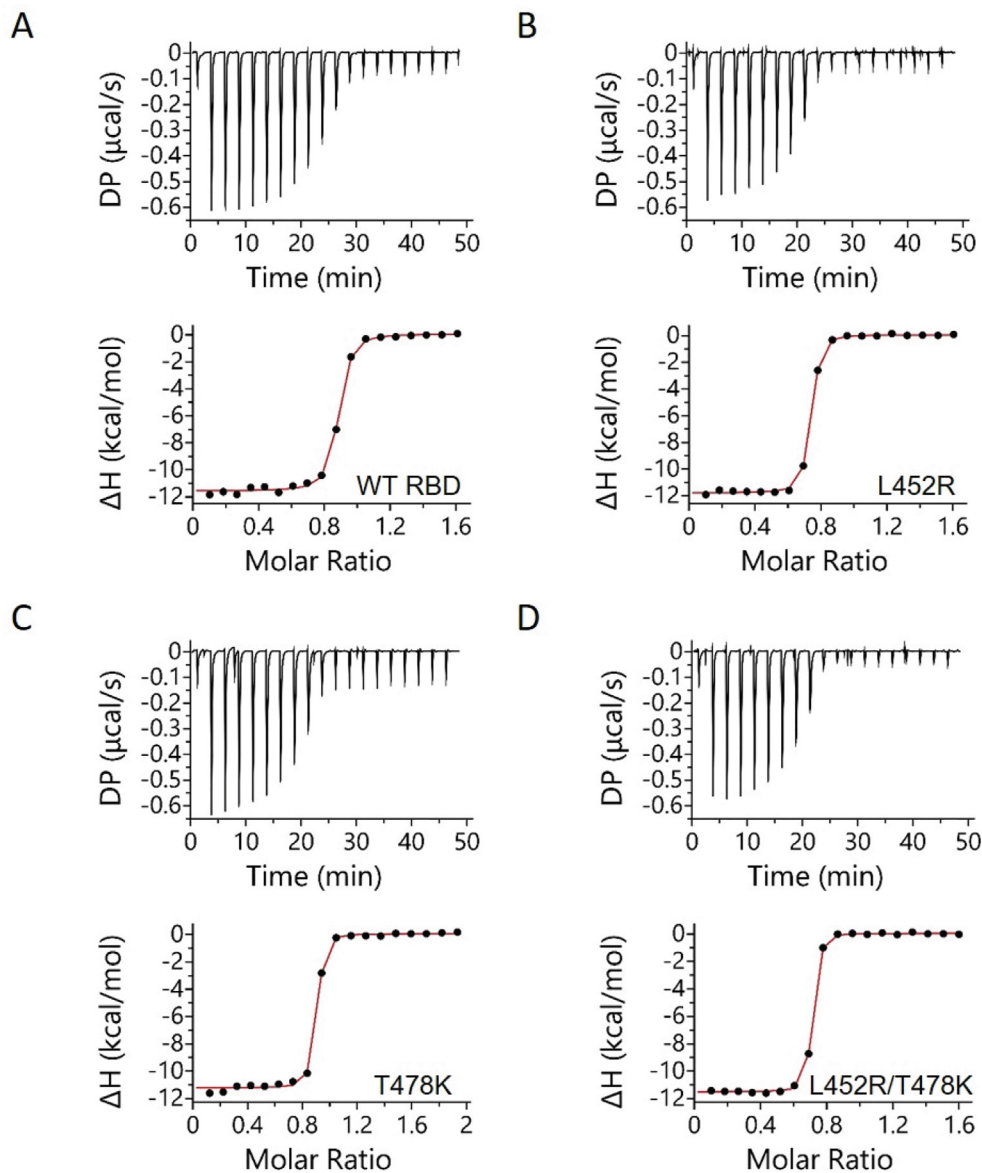 A
B
0
-0.1
-0.2
-0.3
-0.4
-0.5
-0.6
DP (µcal/s)
0 10 20 30 40 50
Time (min)
0
-0.1
-0.2
-0.3
-0.4
-0.5
-0.6
DP (µcal/s)
0 10 20 30 40 50
Time (min)
0
-2
-4
-6
-8
-10
-12
ΔH (kcal/mol)
WT RBD
0 0.4 0.8 1.2 1.6
Molar Ratio
0
-2
-4
-6
-8
-10
-12
ΔH (kcal/mol)
L452R
0 0.4 0.8 1.2 1.6
Molar Ratio
C
D
0
-0.1
-0.2
-0.3
-0.4
-0.5
-0.6
DP (µcal/s)
0 10 20 30 40 50
Time (min)
0
-0.1
-0.2
-0.3
-0.4
-0.5
-0.6
DP (µcal/s)
0 10 20 30 40 50
Time (min)
0
-2
-4
-6
-8
-10
-12
ΔH (kcal/mol)
T478K
0 0.4 0.8 1.2 1.6 2
Molar Ratio
0
-2
-4
-6
-8
-10
-12
ΔH (kcal/mol)
L452R/T478K
0 0.4 0.8 1.2 1.6
Molar Ratio